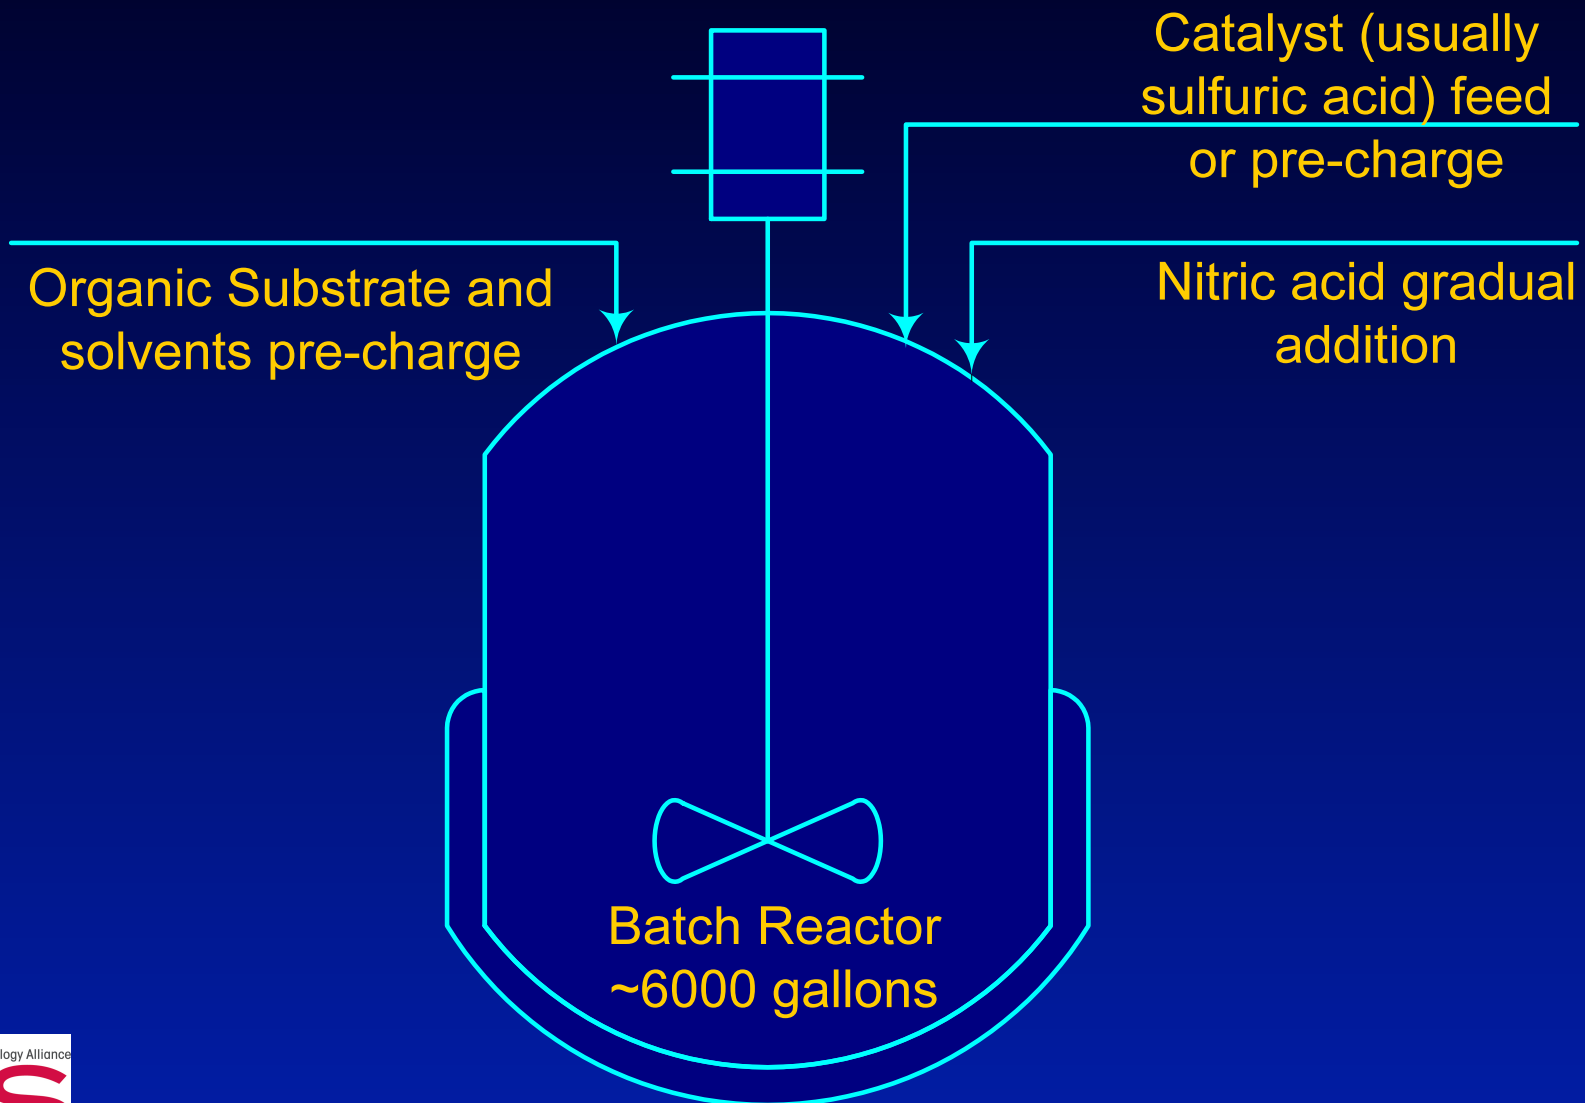 Catalyst (usually
sulfuric acid) feed
or pre-charge
Organic Substrate and
solvents pre-charge
Nitric acid gradual
addition
Batch Reactor
~6000 gallons
Alliance